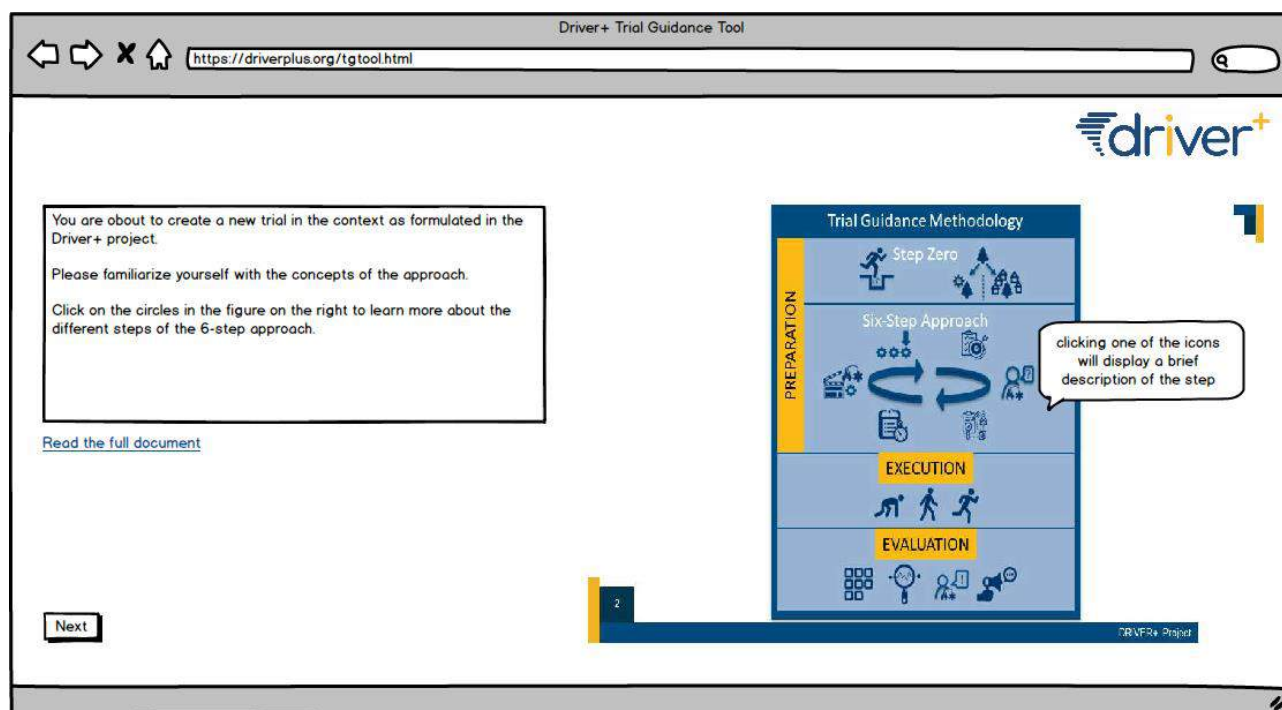 Driver+ Trial Guidance Tool
https://driverplus.org/tgtool.html
driver+
You are obout to create a new trial in the context as formulated in the
Driver+ project.
Please familiarize yourself with the concepts of the approach.
Click on the circles in the figure on the right to learn more about the
different steps of the 6-step approach.
Read the full document
Next
Trial Guidance Methodology
PREPARATION
Step Zero
Six-Step Approach
clicking one of the icons
will display a brief
description of the step
EXECUTION
EVALUATION
2
DRIVER+ Project